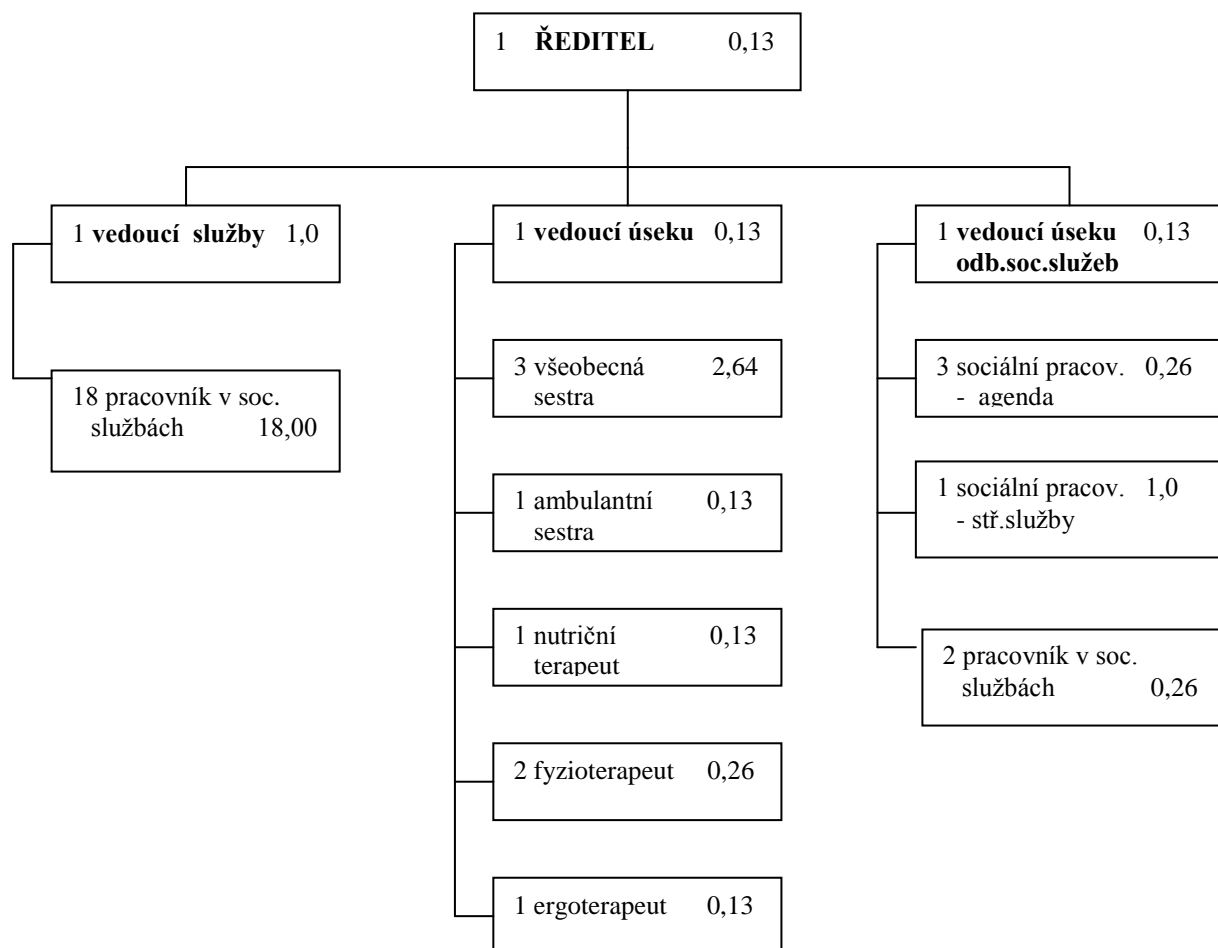 1 ŘEDITEL 0,13
1 vedoucí služby 1,0
18 pracovník v soc.
službách 18,00
1 vedoucí úseku 0,13
3 všeobecná 2,64
sestra
1 ambulantní 0,13
sestra
1 nutriční 0,13
terapeut
2 fyzioterapeut 0,26
1 ergoterapeut 0,13
1 vedoucí úseku 0,13
odb.soc.služeb
3 sociální pracov. 0,26
- agenda
1 sociální pracov. 1,0
- stř.služby
2 pracovník v soc.
službách 0,26